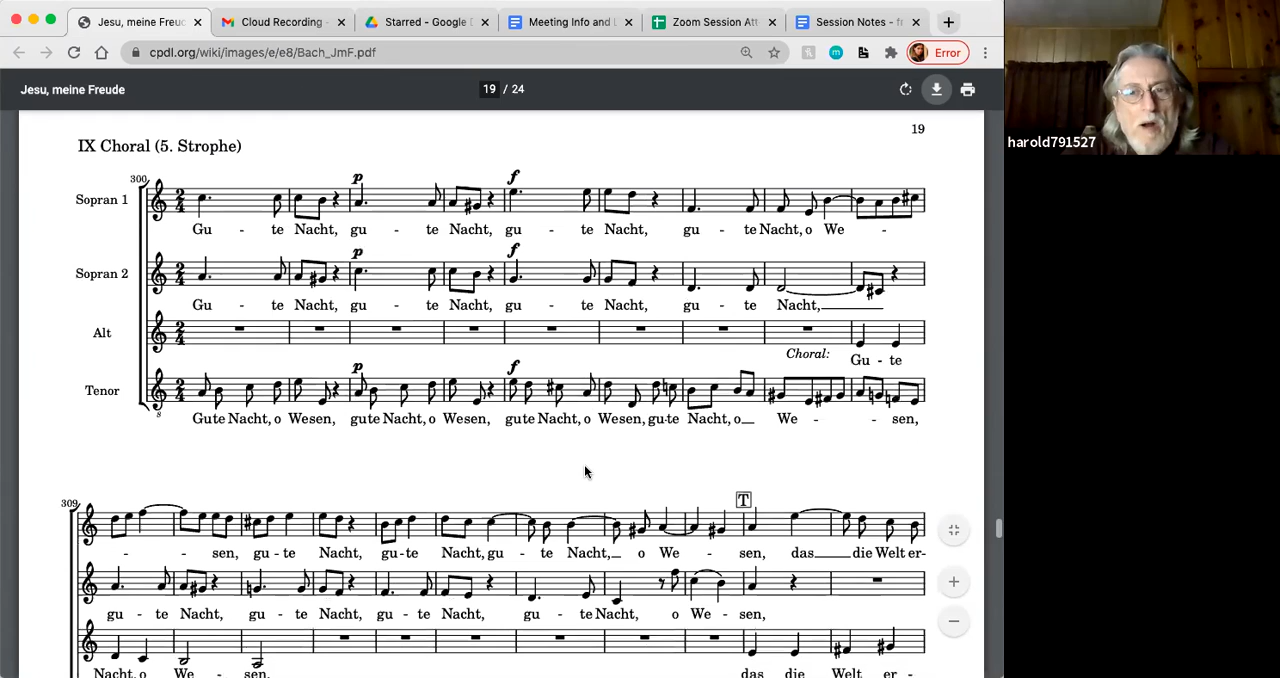 Jesu, meine Freud
Cloud Recording -
Starred - Google D
Meeting Info and L
Zoom Session Atte
Session Notes - f
cpdl.org/wiki/images/e/e8/Bach_JmF.pdf
Error
Jesu, meine Freude
19 / 24
19
IX Choral (5. Strophe)
300
p
f
Sopran 1
Gu - te Nacht, gu - te Nacht, gu - te Nacht, gu - te Nacht, o We -
p
f
Sopran 2
Gu - te Nacht, gu - te Nacht, gu - te Nacht, gu - te Nacht,
Alt
Choral: Gu - te
p
f
Tenor
8
Gute Nacht, o Wesen, gute Nacht, o Wesen, gute Nacht, o Wesen, gu-te Nacht, o We - - sen,
309
T
- - sen, gu - te Nacht, gu - te Nacht, gu - te Nacht, o We - sen, das die Welt er-
gu - te Nacht, gu - te Nacht, gu - te Nacht, gu - te Nacht, o We - sen,
Nacht, o We - sen, das die Welt er -
harold791527